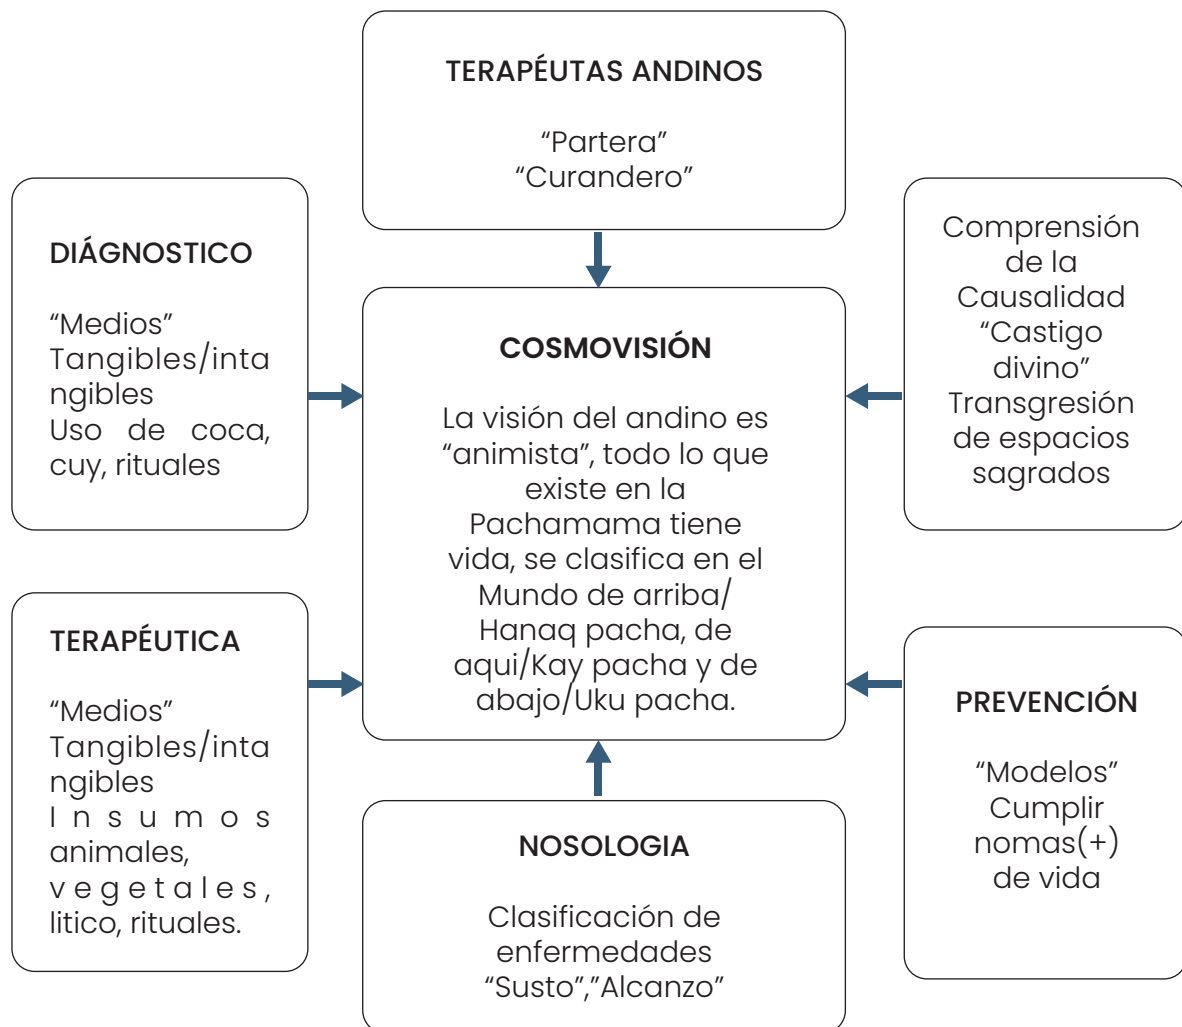 TERAPÉUTAS ANDINOS
“Partera”
“Curandero”
DIÁGNOSTICO
“Medios”
Tangibles/inta
ngibles
Uso de coca,
cuy, rituales
COSMOVISIÓN
La visión del andino es
“animista”, todo lo que
existe en la
Pachamama tiene
vida, se clasifica en el
Mundo de arriba/
Hanaq pacha, de
aqui/Kay pacha y de
abajo/Uku pacha.
Comprensión
de la
Causalidad
“Castigo
divino”
Transgresión
de espacios
sagrados
TERAPÉUTICA
“Medios”
Tangibles/inta
ngibles
Insumos
animales,
vegetales,
litico, rituales.
NOSOLOGIA
Clasificación de
enfermedades
“Susto”,”Alcanzo”
PREVENCIÓN
“Modelos”
Cumplir
nomas(+)
de vida